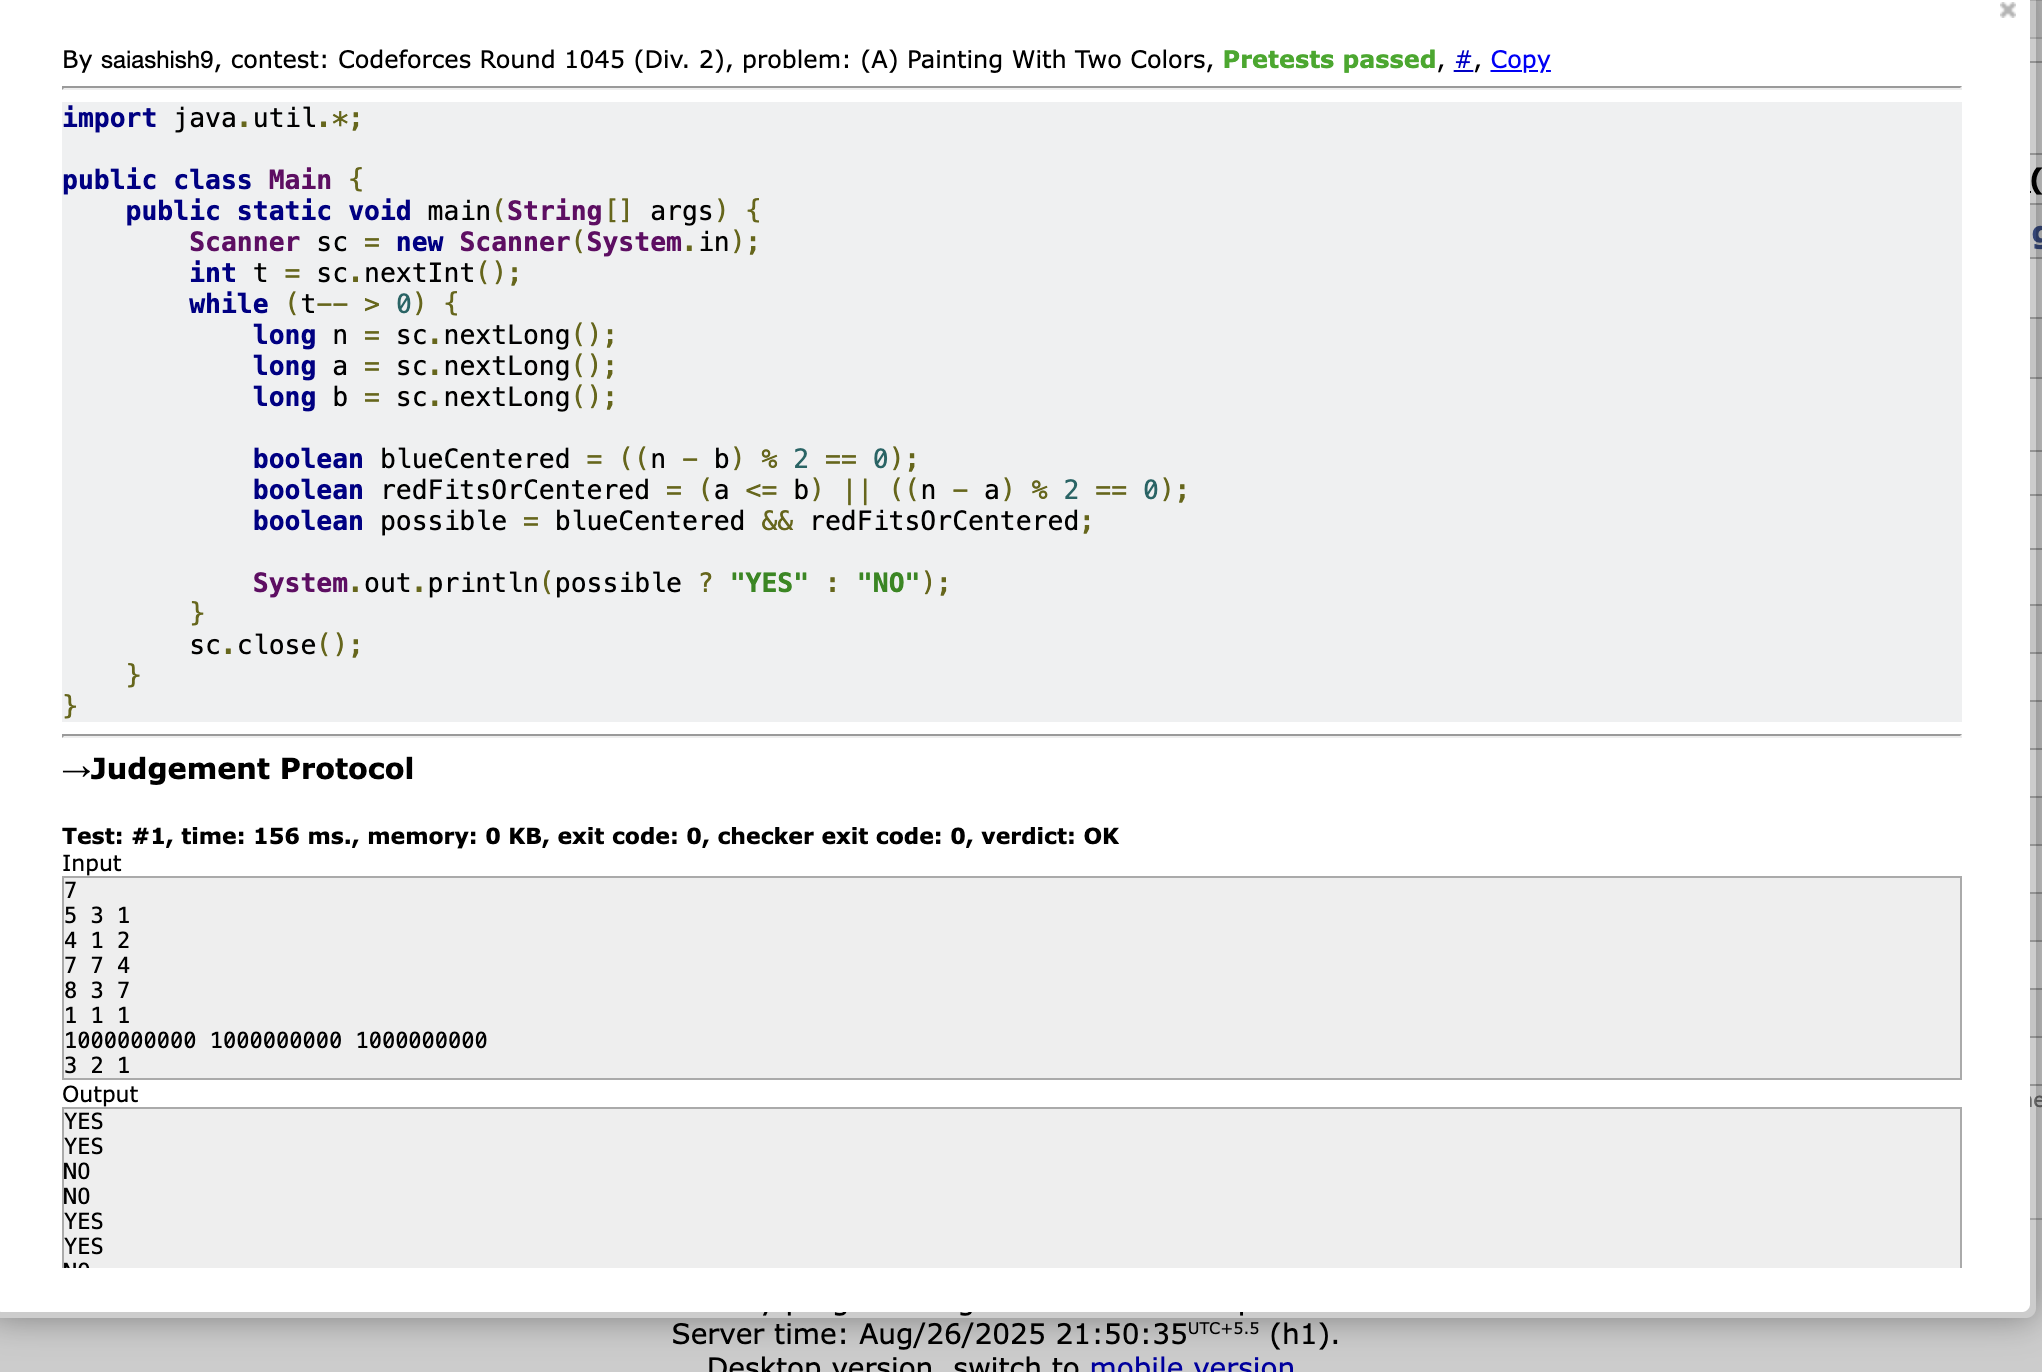 ×
By saiashish9, contest: Codeforces Round 1045 (Div. 2), problem: (A) Painting With Two Colors, Pretests passed, #, Copy
import java.util.*;
public class Main {
    public static void main(String[] args) {
        Scanner sc = new Scanner(System.in);
        int t = sc.nextInt();
        while (t-- > 0) {
            long n = sc.nextLong();
            long a = sc.nextLong();
            long b = sc.nextLong();
            boolean blueCentered = ((n - b) % 2 == 0);
            boolean redFitsOrCentered = (a <= b) || ((n - a) % 2 == 0);
            boolean possible = blueCentered && redFitsOrCentered;
            System.out.println(possible ? "YES" : "NO");
        }
        sc.close();
    }
}
→Judgement Protocol
Test: #1, time: 156 ms., memory: 0 KB, exit code: 0, checker exit code: 0, verdict: OK
Input
7
5 3 1
4 1 2
7 7 4
8 3 7
1 1 1
1000000000 1000000000 1000000000
3 2 1
Output
YES
YES
NO
NO
YES
YES
NO
Server time: Aug/26/2025 21:50:35UTC+5.5 (h1).
Desktop version, switch to mobile version